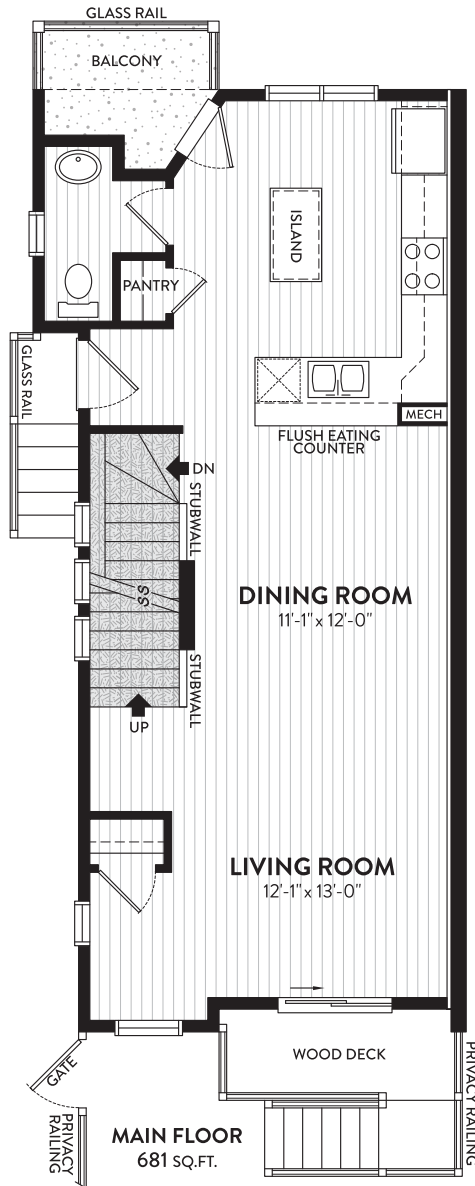 GLASS RAIL
BALCONY
ISLAND
PANTRY
GLASS RAIL
MECH
FLUSH EATING
COUNTER
DN
STUBWALL
SS
DINING ROOM
11'-1" x 12'-0"
STUBWALL
UP
LIVING ROOM
12'-1" x 13'-0"
WOOD DECK
GATE
PRIVACY
RAILING
PRIVACY RAILING
MAIN FLOOR
681 SQ.FT.